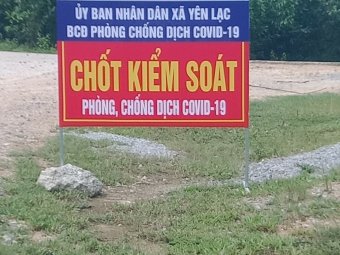 ỦY BAN NHÂN DÂN XÃ YÊN LẠC
BCĐ PHÒNG CHỐNG DỊCH COVID-19
CHỐT KIỂM SOÁT
PHÒNG, CHỐNG DỊCH COVID-19